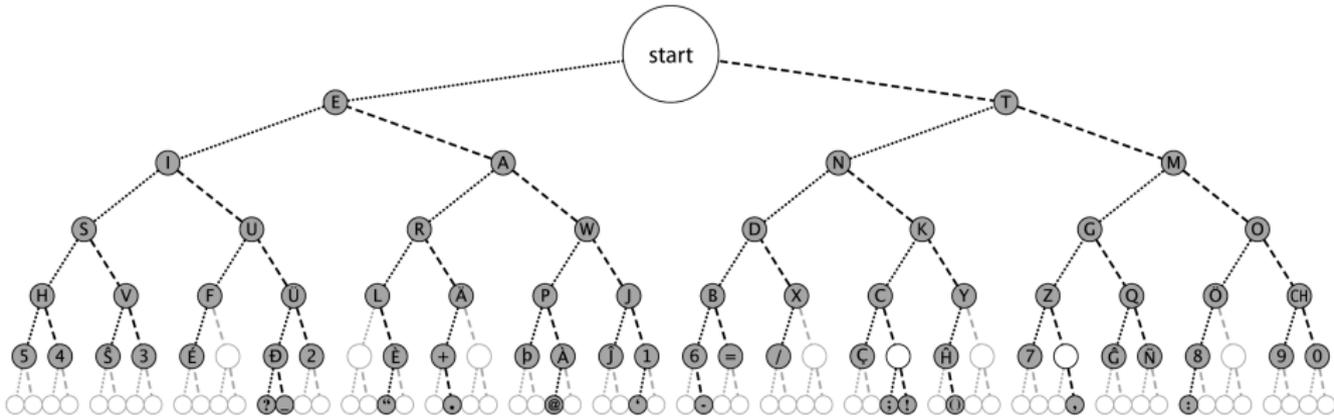 start
E T
I A N M
S U R W D K G O
H V F Ü L Ä P J B X C Y Z Q Ö CH
5 4 Ŝ 3 É Đ 2 È + þ À Ĵ 1 6 = / Ç Ĥ 7 Ĝ Ñ 8 9 0
? _ “ . @ ‘ - ; ! () , :